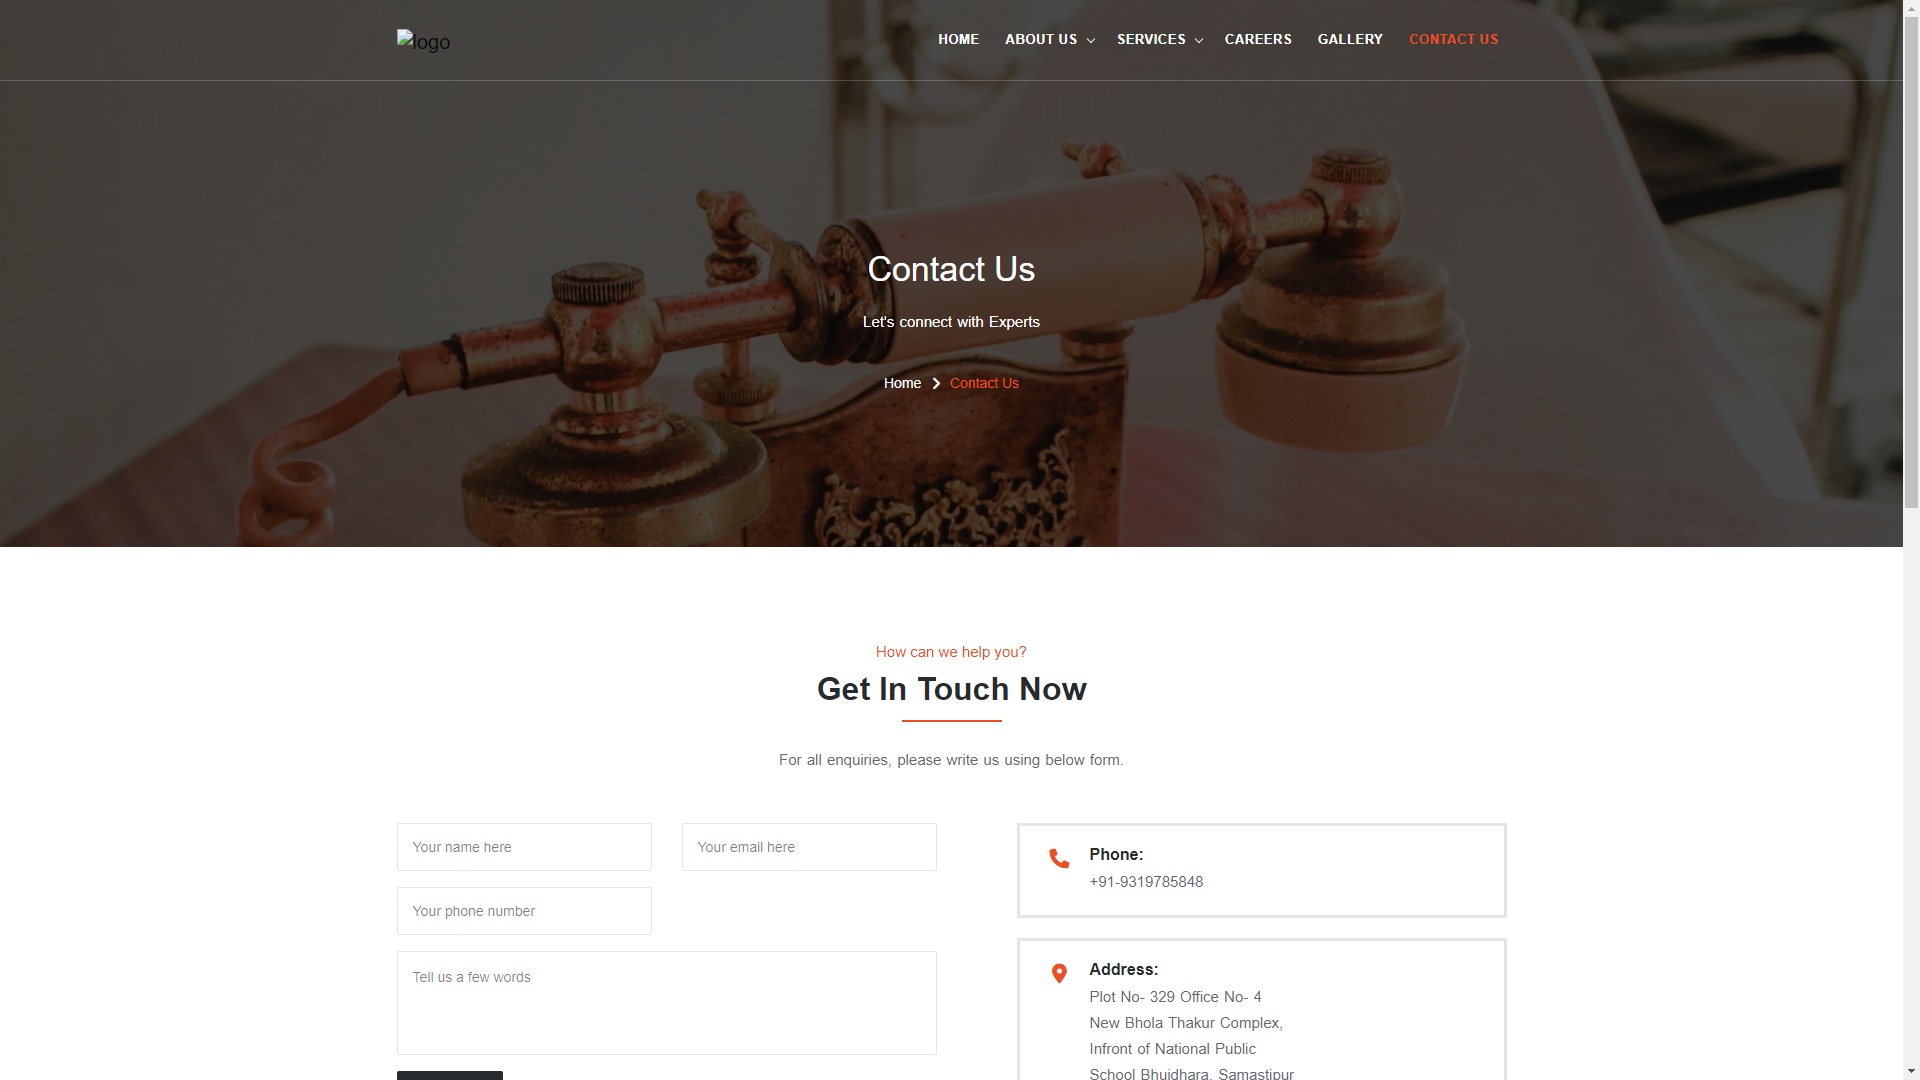 logo
HOME ABOUT US SERVICES CAREERS GALLERY CONTACT US
Contact Us
Let's connect with Experts
Home Contact Us
How can we help you?
Get In Touch Now
For all enquiries, please write us using below form.
Your name here
Your email here
Your phone number
Tell us a few words
Phone:
+91-9319785848
Address:
Plot No- 329 Office No- 4
New Bhola Thakur Complex,
Infront of National Public
School Bhuidhara, Samastipur